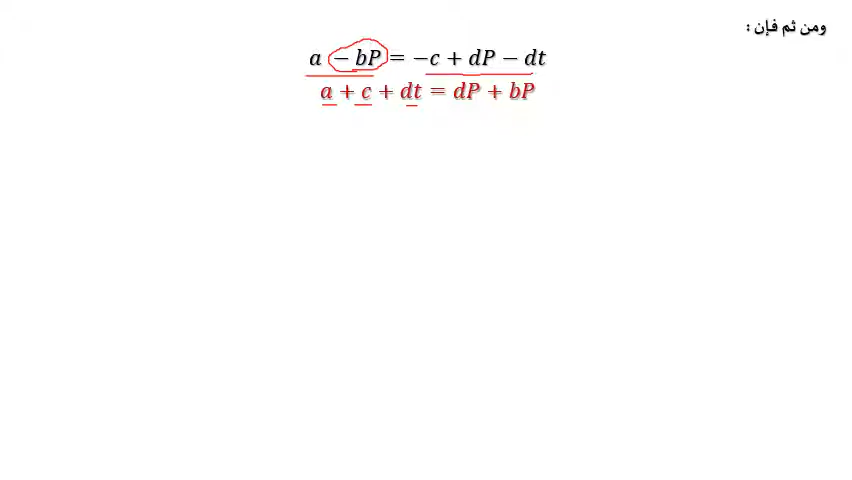 ومن ثم فإن :
a − bP = −c + dP − dt
a + c + dt = dP + bP